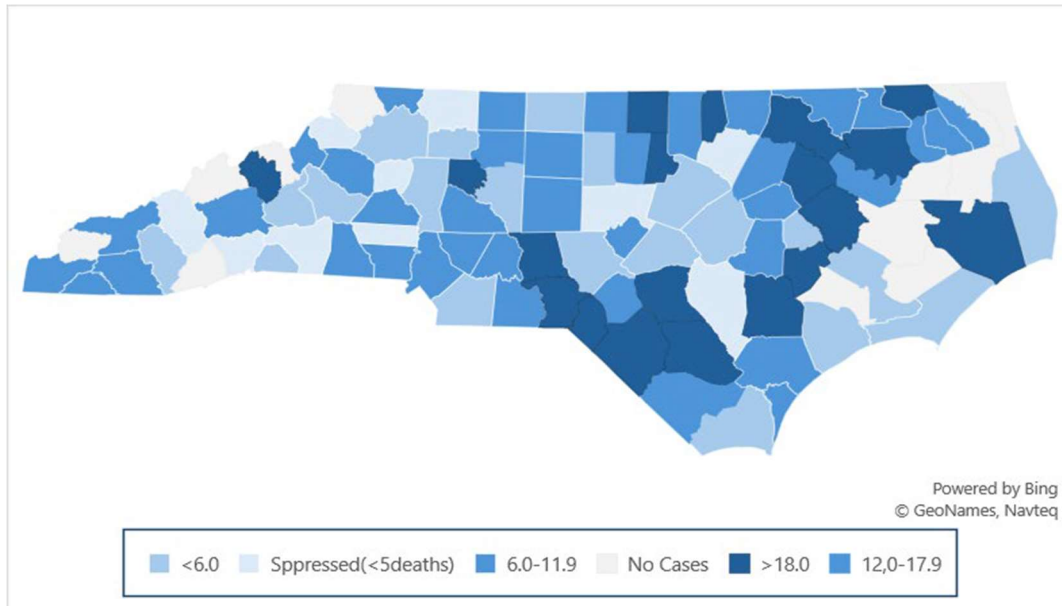 Powered by Bing
© GeoNames, Navteq
<6.0 Sppressed(<5deaths) 6.0-11.9 No Cases >18.0 12,0-17.9